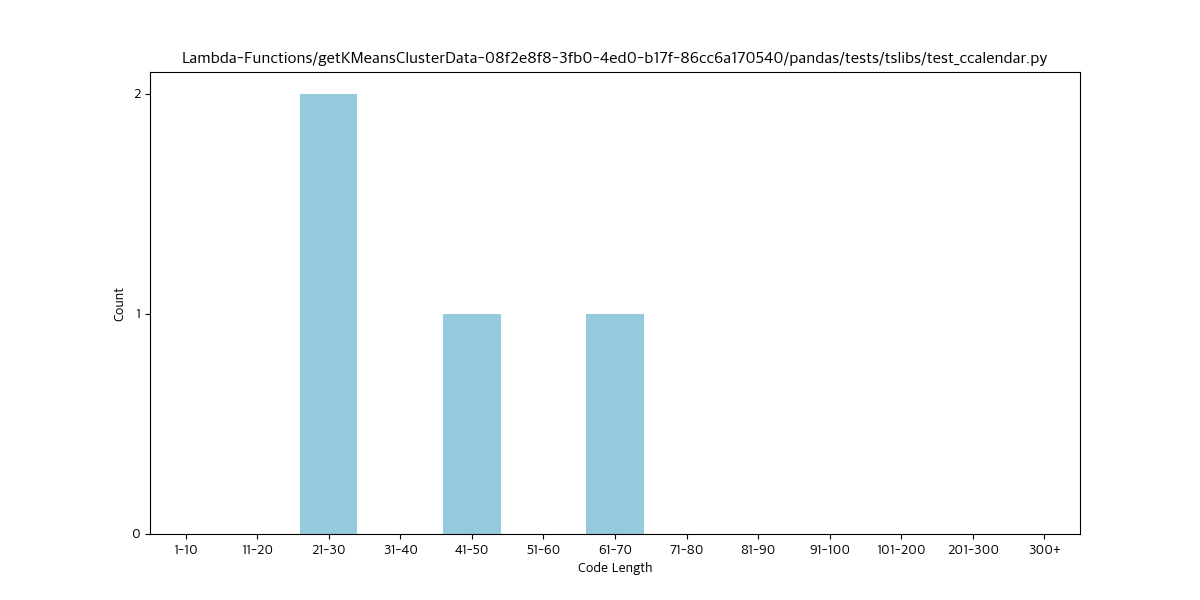 Lambda-Functions/getKMeansClusterData-08f2e8f8-3fb0-4ed0-b17f-86cc6a170540/pandas/tests/tslibs/test_ccalendar.py
2
1
0
Count
1-10 11-20 21-30 31-40 41-50 51-60 61-70 71-80 81-90 91-100 101-200 201-300 300+
Code Length